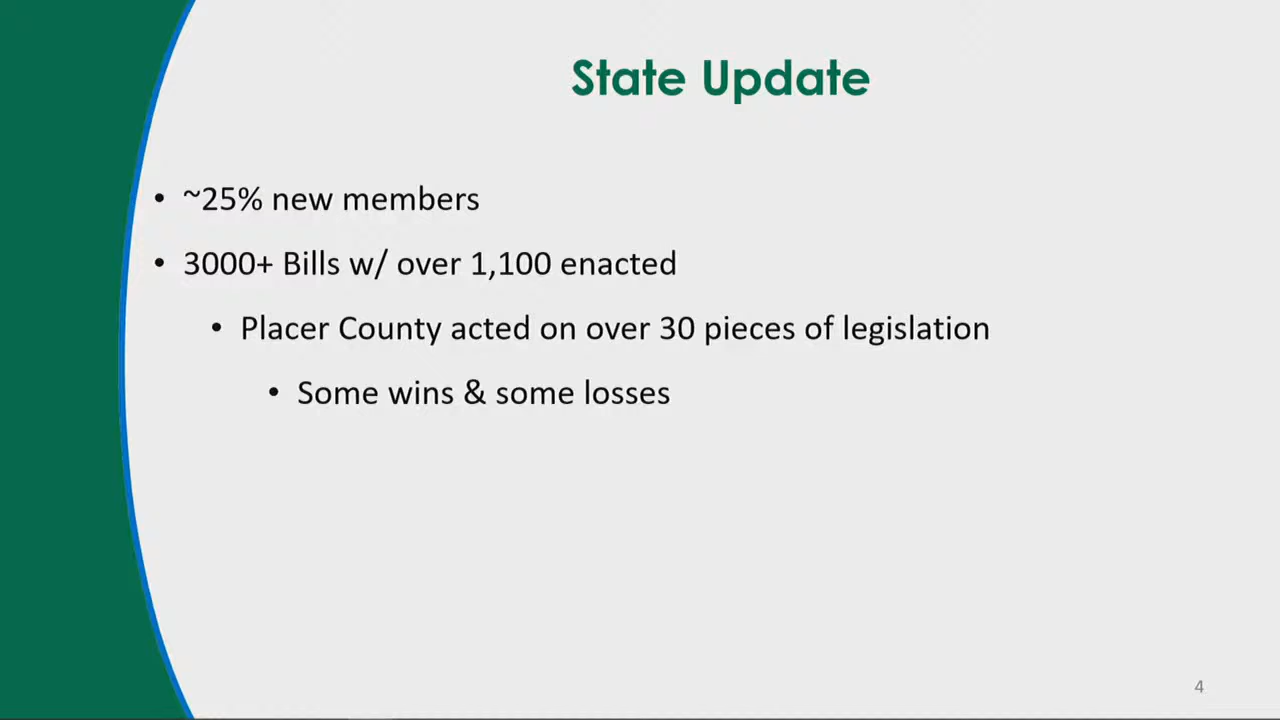 State Update
• ~25% new members
• 3000+ Bills w/ over 1,100 enacted
• Placer County acted on over 30 pieces of legislation
• Some wins & some losses
4